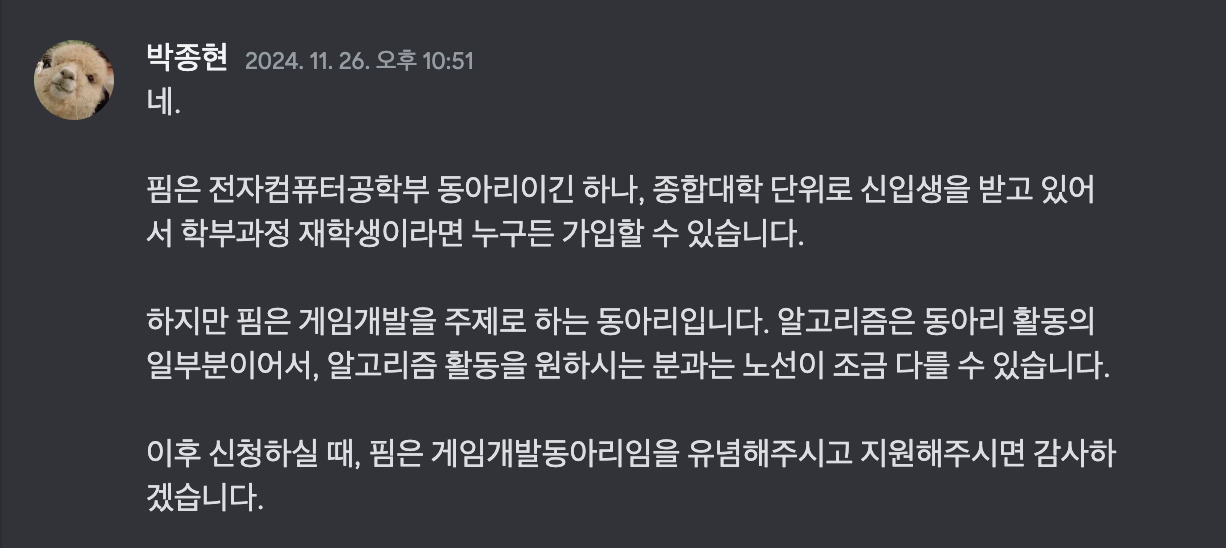 박종현 2024. 11. 26. 오후 10:51
네.
핌은 전자컴퓨터공학부 동아리이긴 하나, 종합대학 단위로 신입생을 받고 있어
서 학부과정 재학생이라면 누구든 가입할 수 있습니다.
하지만 핌은 게임개발을 주제로 하는 동아리입니다. 알고리즘은 동아리 활동의
일부분이어서, 알고리즘 활동을 원하시는 분과는 노선이 조금 다를 수 있습니다.
이후 신청하실 때, 핌은 게임개발동아리임을 유념해주시고 지원해주시면 감사하
겠습니다.